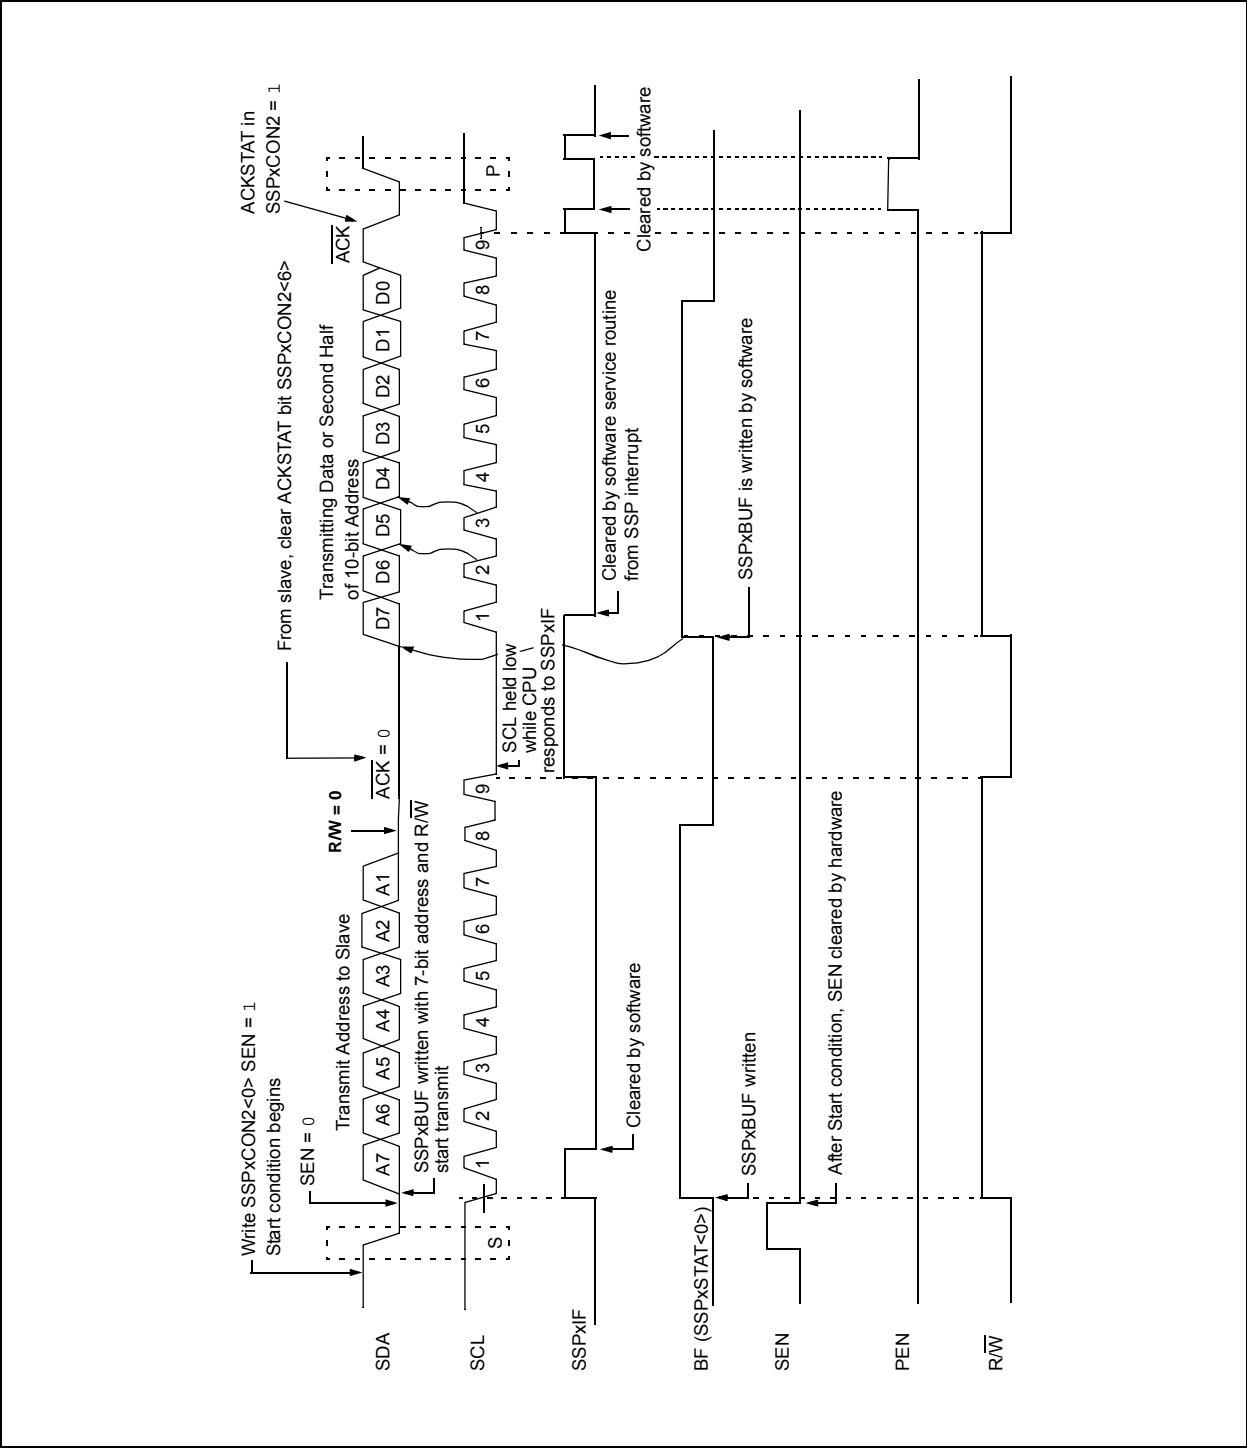 Write SSPxCON2<0> SEN = 1
Start condition begins
From slave, clear ACKSTAT bit SSPxCON2<6>
ACKSTAT in
SSPxCON2 = 1
SEN = 0
Transmit Address to Slave
R/W = 0
ACK = 0
Transmitting Data or Second Half
of 10-bit Address
ACK
SDA
A7 A6 A5 A4 A3 A2 A1
D7 D6 D5 D4 D3 D2 D1 D0
SSPxBUF written with 7-bit address and R/W
start transmit
SCL
S
1 2 3 4 5 6 7 8 9
1 2 3 4 5 6 7 8 9
P
SCL held low
while CPU
responds to SSPxIF
SSPxIF
Cleared by software
Cleared by software service routine
from SSP interrupt
Cleared by software
Cleared by software
BF (SSPxSTAT<0>)
SSPxBUF written
SSPxBUF is written by software
SEN
After Start condition, SEN cleared by hardware
PEN
R/W